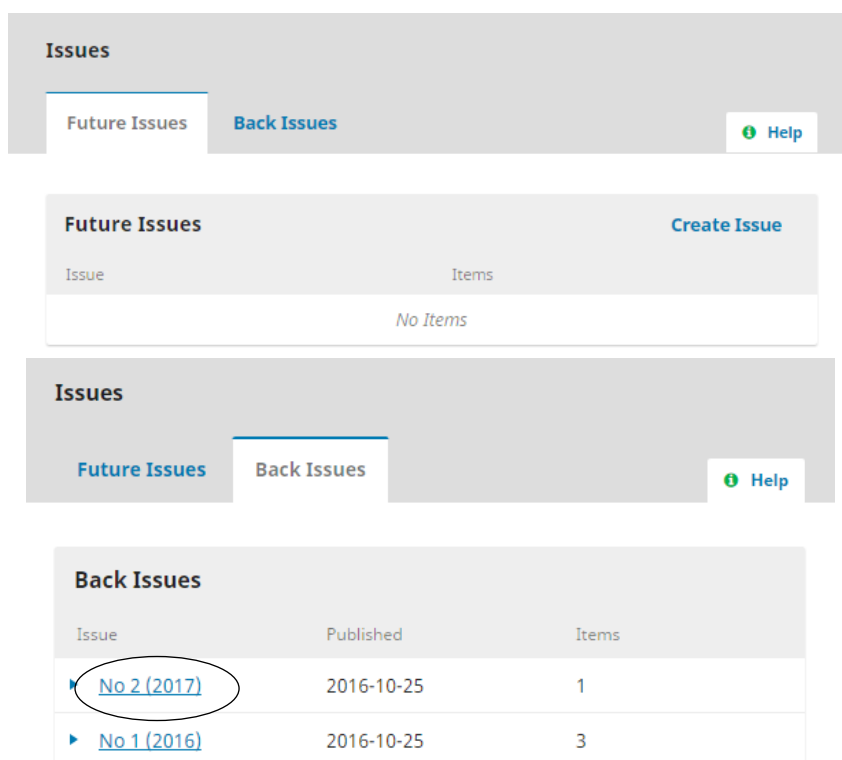 Issues
Future Issues Back Issues Help
Future Issues Create Issue
Issue Items
No Items
Issues
Future Issues Back Issues Help
Back Issues
Issue Published Items
No 2 (2017) 2016-10-25 1
No 1 (2016) 2016-10-25 3